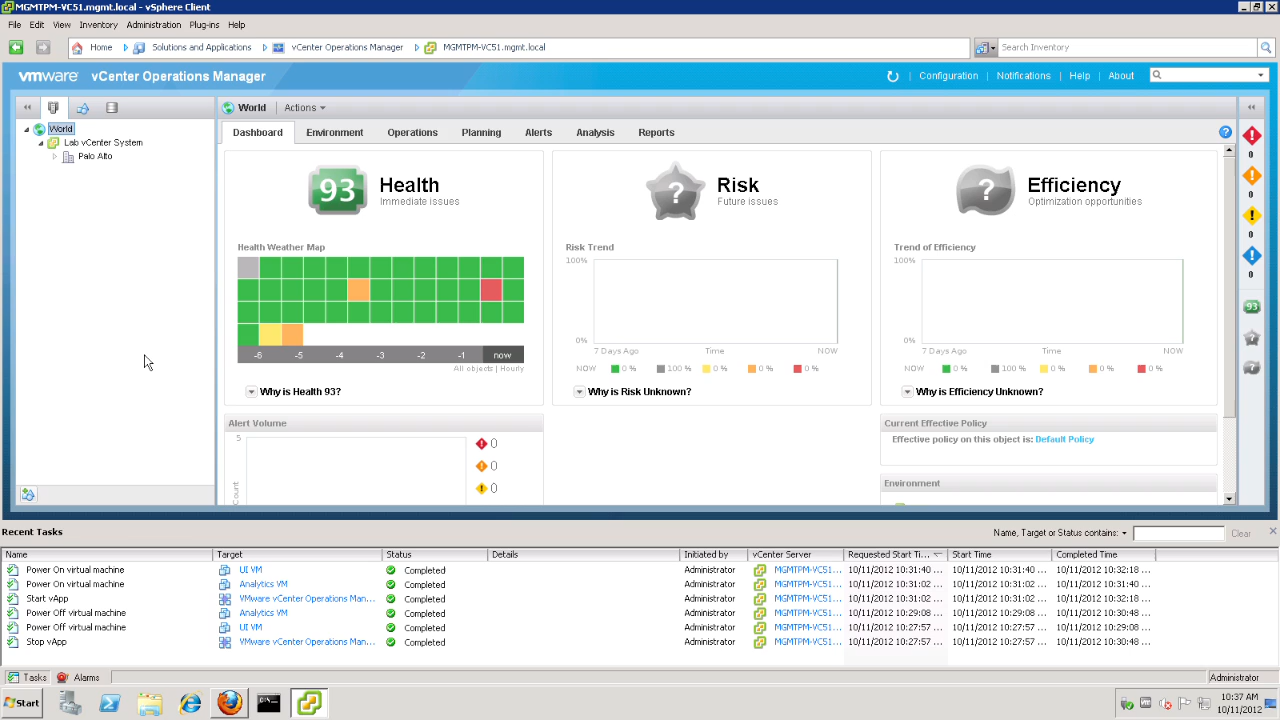 MGMTPM-VC51.mgmt.local - vSphere Client
File Edit View Inventory Administration Plug-ins Help
Home Solutions and Applications vCenter Operations Manager MGMTPM-VC51.mgmt.local Search Inventory
vmware vCenter Operations Manager Configuration Notifications Help About
World Actions
World
Lab vCenter System
Palo Alto
Dashboard Environment Operations Planning Alerts Analysis Reports
93 Health
Immediate issues
Health Weather Map
-6 -5 -4 -3 -2 -1 now
All objects | Hourly
Why is Health 93?
? Risk
Future issues
Risk Trend
100%
0%
7 Days Ago Time NOW
NOW 0 % 100 % 0 % 0 % 0 %
Why is Risk Unknown?
? Efficiency
Optimization opportunities
Trend of Efficiency
100%
0%
7 Days Ago Time NOW
NOW 0 % 100 % 0 % 0 % 0 %
Why is Efficiency Unknown?
0
0
0
0
93
?
?
Alert Volume
5
Count
0
0
0
Current Effective Policy
Effective policy on this object is: Default Policy
Environment
Recent Tasks Name, Target or Status contains: Clear
Name Target Status Details Initiated by vCenter Server Requested Start Ti... Start Time Completed Time
Power On virtual machine UI VM Completed Administrator MGMTPM-VC51... 10/11/2012 10:31:40 ... 10/11/2012 10:31:40 ... 10/11/2012 10:32:18 ...
Power On virtual machine Analytics VM Completed Administrator MGMTPM-VC51... 10/11/2012 10:31:02 ... 10/11/2012 10:31:02 ... 10/11/2012 10:31:40 ...
Start vApp VMware vCenter Operations Man... Completed Administrator MGMTPM-VC51... 10/11/2012 10:31:02 ... 10/11/2012 10:31:02 ... 10/11/2012 10:32:18 ...
Power Off virtual machine Analytics VM Completed Administrator MGMTPM-VC51... 10/11/2012 10:29:08 ... 10/11/2012 10:29:08 ... 10/11/2012 10:30:48 ...
Power Off virtual machine UI VM Completed Administrator MGMTPM-VC51... 10/11/2012 10:27:57 ... 10/11/2012 10:27:57 ... 10/11/2012 10:29:08 ...
Stop vApp VMware vCenter Operations Man... Completed Administrator MGMTPM-VC51... 10/11/2012 10:27:57 ... 10/11/2012 10:27:57 ... 10/11/2012 10:30:48 ...
Tasks Alarms Administrator
Start 10:37 AM
10/11/2012